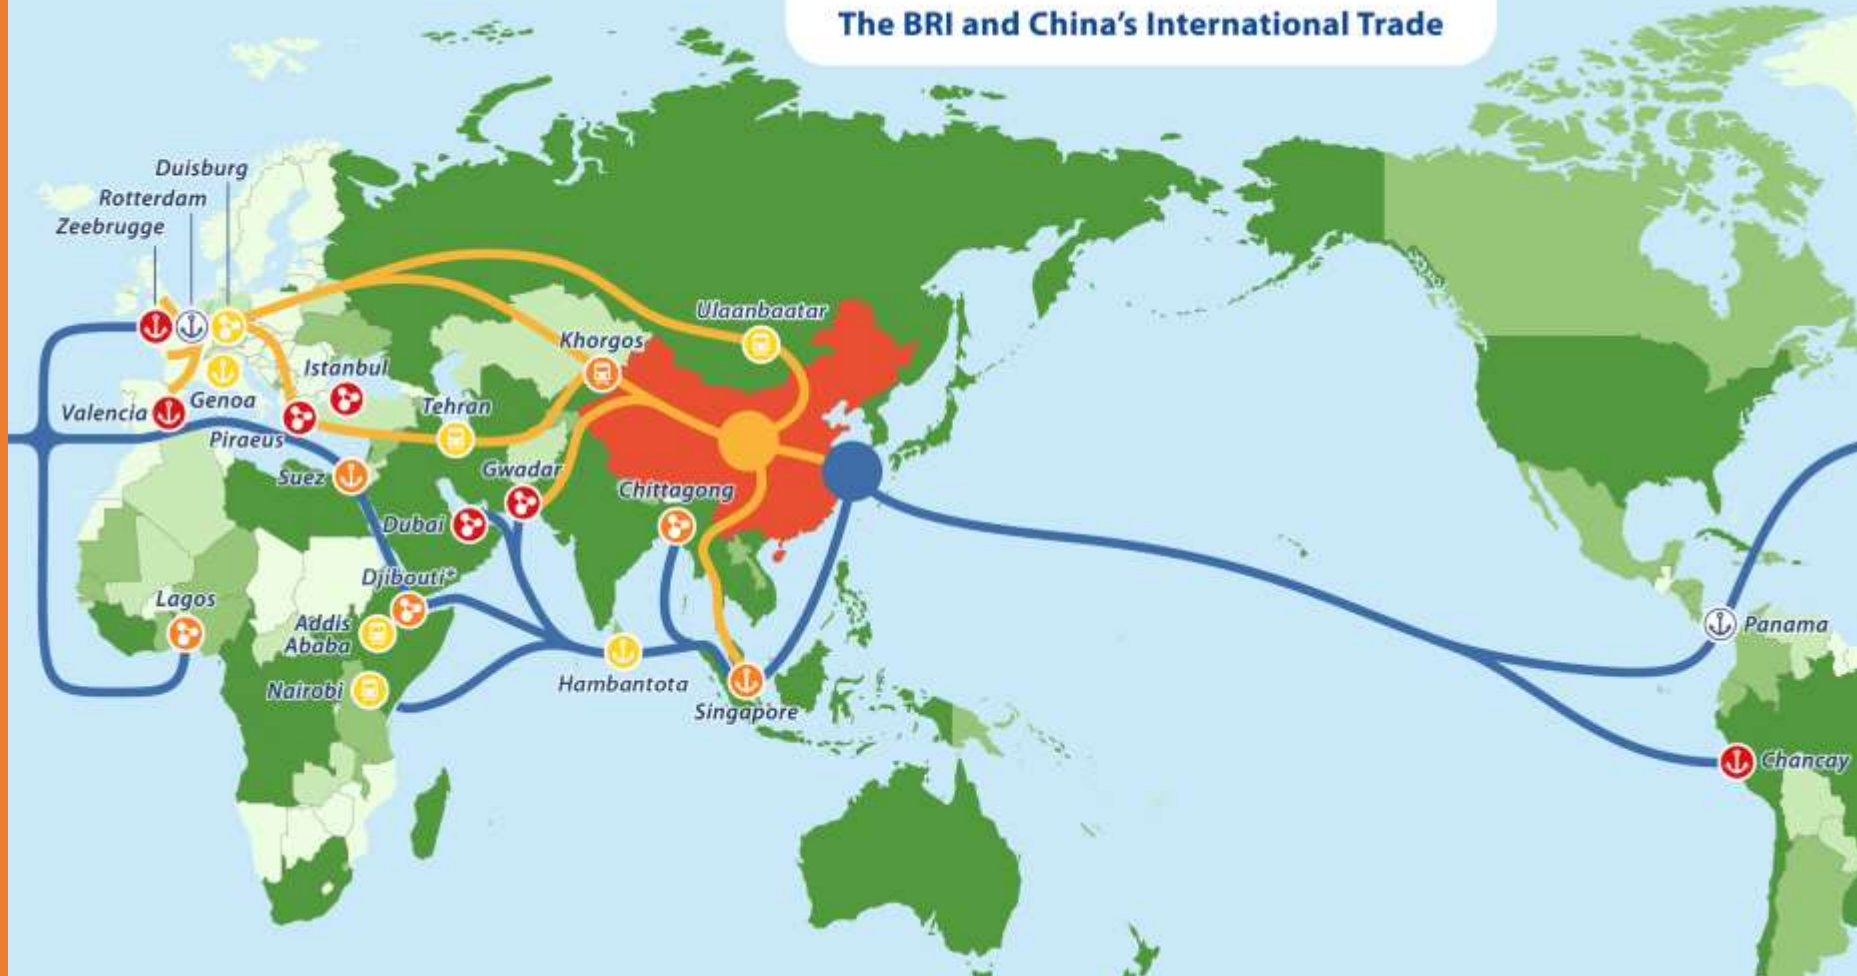 The BRI and China's International Trade
Duisburg
Rotterdam
Zeebrugge
Ulaanbaatar
Khorgos
Istanbul
Genoa
Valencia
Tehran
Piraeus
Gwadar
Suez
Chittagong
Dubai
Djibouti*
Lagos
Addis
Ababa
Panama
Hambantota
Nairobi
Singapore
Chancay